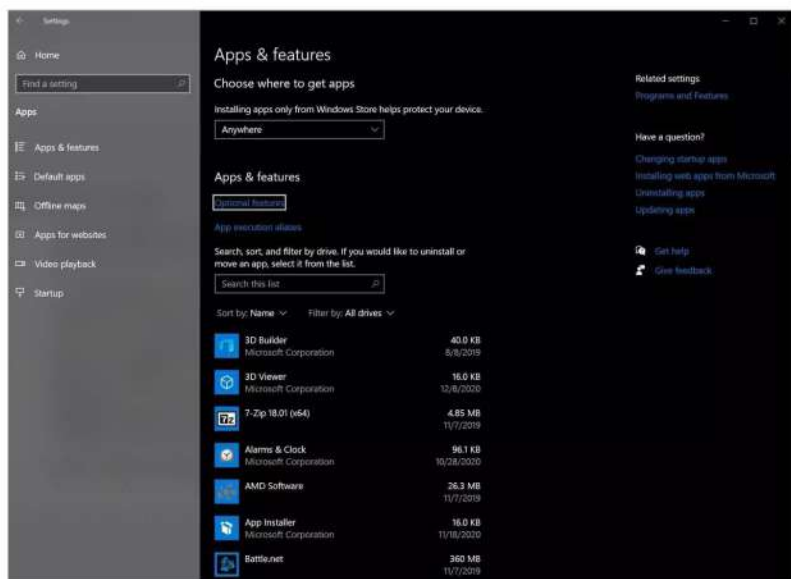 Settings
Home
Find a setting
Apps
Apps & features
Default apps
Offline maps
Apps for websites
Video playback
Startup
Apps & features
Choose where to get apps
Installing apps only from Windows Store helps protect your device.
Anywhere
Apps & features
Optional features
App execution aliases
Search, sort, and filter by drive. If you would like to uninstall or
move an app, select it from the list.
Search this list
Sort by: Name Filter by: All drives
3D Builder 40.0 KB
Microsoft Corporation 8/8/2019
3D Viewer 16.0 KB
Microsoft Corporation 12/8/2020
7-Zip 18.01 (x64) 4.85 MB
11/7/2019
Alarms & Clock 96.1 KB
Microsoft Corporation 10/28/2020
AMD Software 26.3 MB
11/7/2019
App Installer 16.0 KB
Microsoft Corporation 11/18/2020
Battle.net 360 MB
11/7/2019
Related settings
Programs and Features
Have a question?
Changing startup apps
Installing web apps from Microsoft
Uninstalling apps
Updating apps
Get help
Give feedback